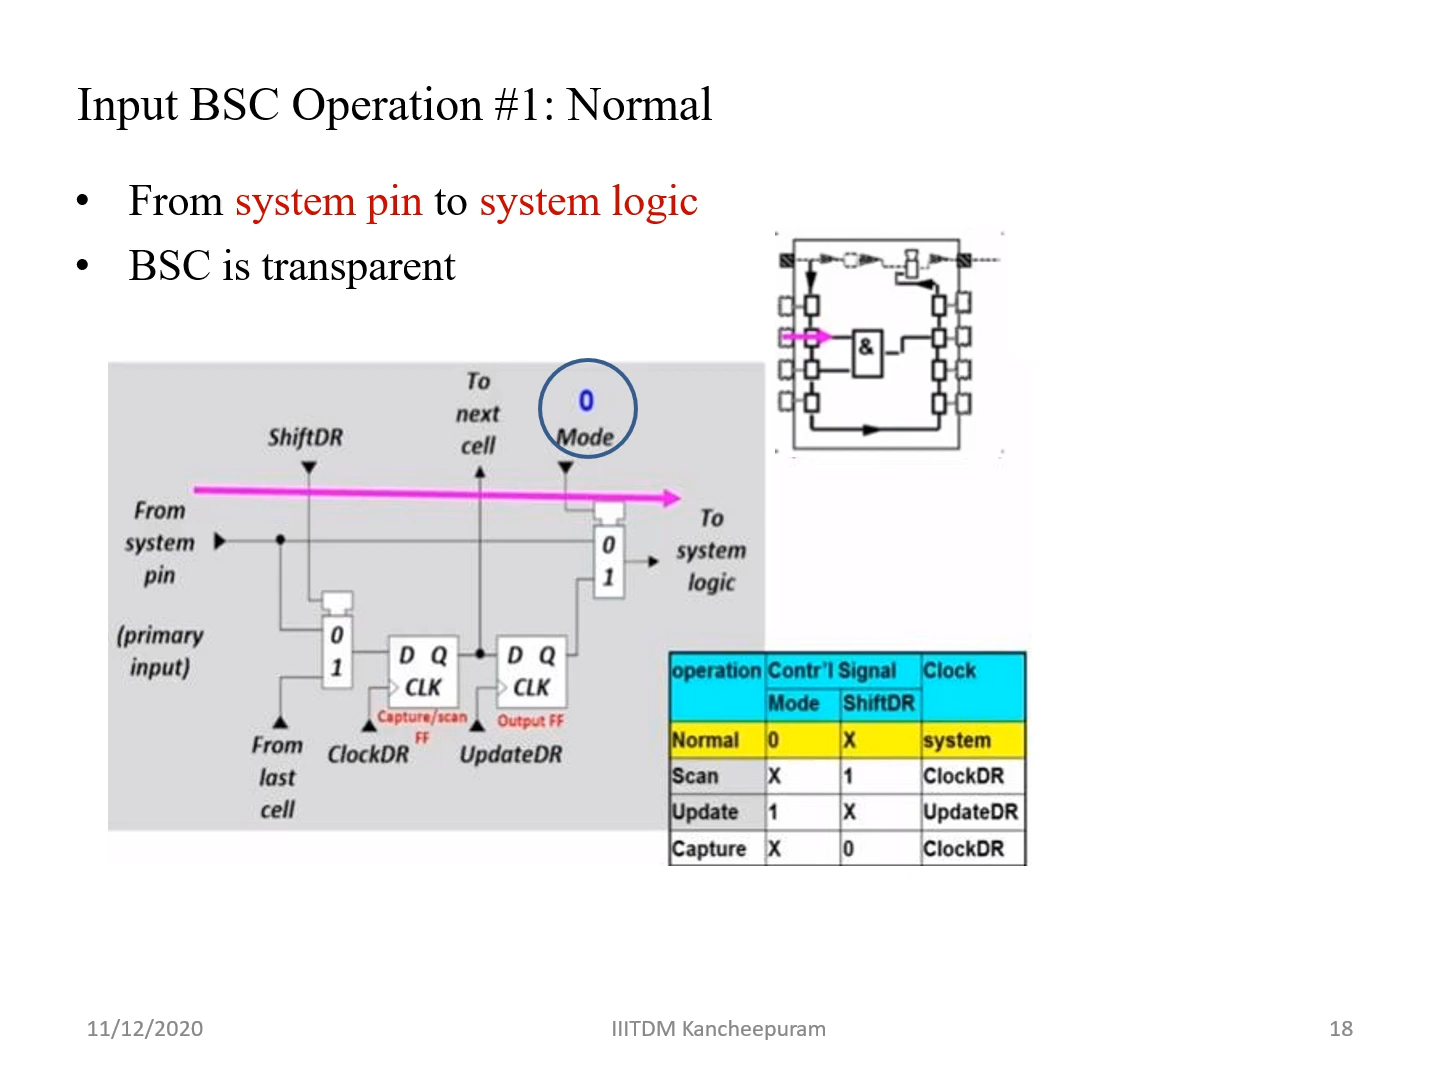 Input BSC Operation #1: Normal
• From system pin to system logic
• BSC is transparent
&
To
next
cell
0
Mode
ShiftDR
From
system
pin
(primary
input)
0
1
To
system
logic
0
1
D Q
CLK
D Q
CLK
Capture/scan
FF
Output FF
From
last
cell
ClockDR
UpdateDR
operation Contr'l Signal Clock
Mode ShiftDR
Normal 0 X system
Scan X 1 ClockDR
Update 1 X UpdateDR
Capture X 0 ClockDR
11/12/2020 IIITDM Kancheepuram 18